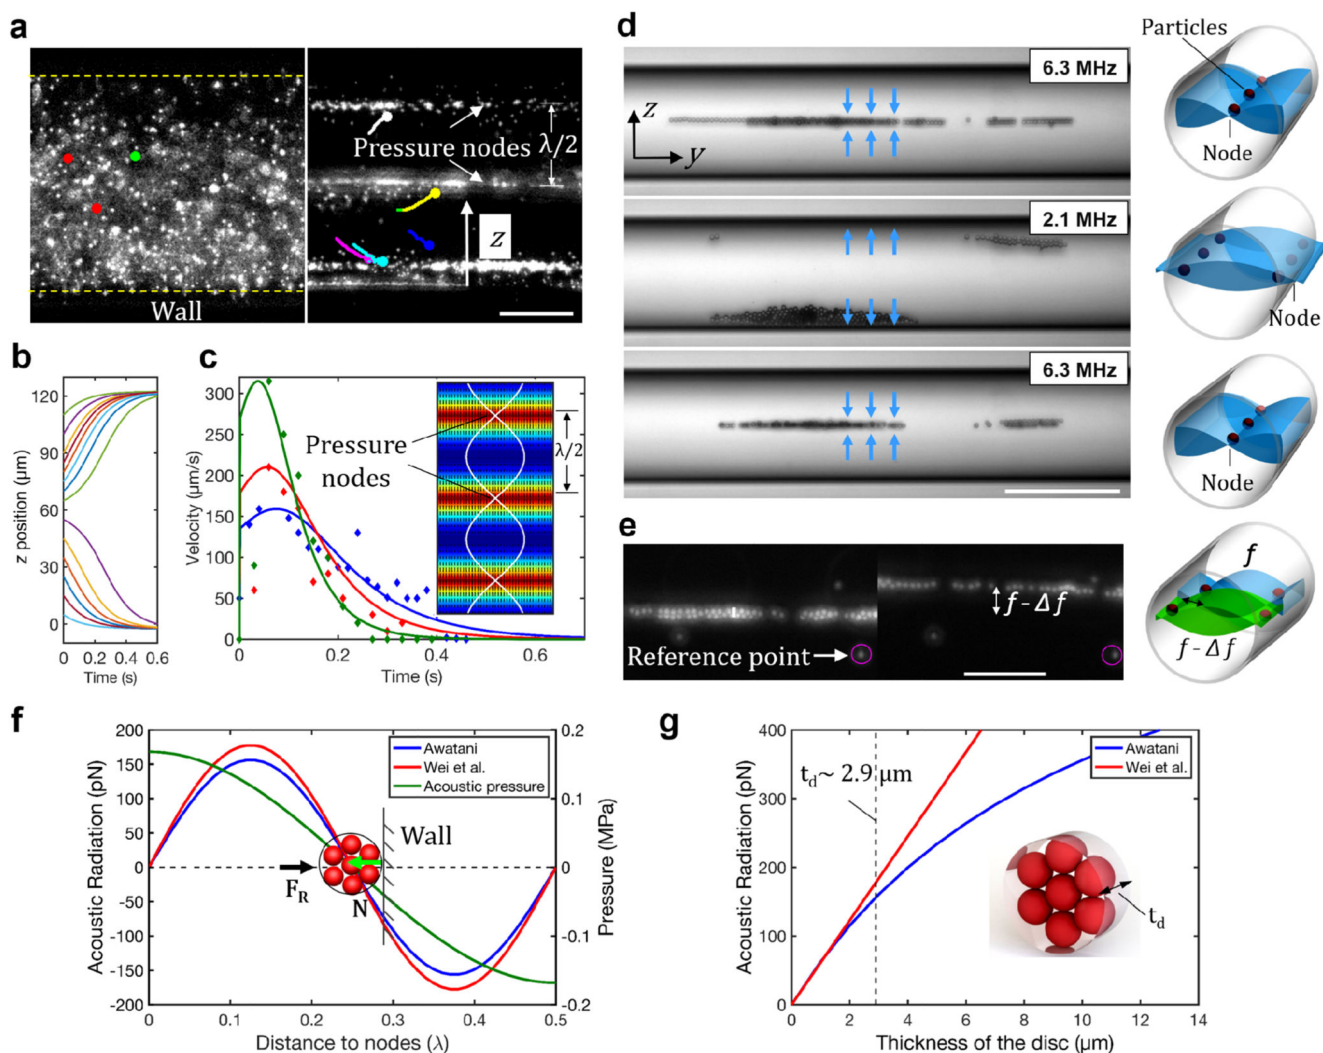 a
Pressure nodes
λ/2
z
Wall
b
z position (μm)
120
90
60
30
0
0
0.2
0.4
0.6
Time (s)
c
Velocity (μm/s)
300
250
200
150
100
50
0
0
0.2
0.4
0.6
Time (s)
Pressure
nodes
λ/2
d
6.3 MHz
z
y
2.1 MHz
6.3 MHz
Particles
Node
Node
Node
e
Reference point
f - Δf
f
f - Δf
f
Acoustic Radiation (pN)
200
150
100
50
0
-50
-100
-150
-200
0
0.1
0.2
0.3
0.4
0.5
Distance to nodes (λ)
0.2
0.1
0
-0.1
-0.2
Pressure (MPa)
Awatani
Wei et al.
Acoustic pressure
Wall
F_R
N
g
Acoustic Radiation (pN)
400
300
200
100
0
0
2
4
6
8
10
12
14
Thickness of the disc (μm)
t_d~ 2.9 μm
Awatani
Wei et al.
t_d